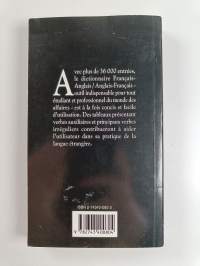 Avec plus de 36 000 entrées,
le dictionnaire Français-
Anglais/Anglais-Français -
outil indispensable pour tout
étudiant et professionnel du monde des
affaires - est à la fois concis et facile
d'utilisation. Des tableaux présentant
verbes auxiliaires et principaux verbes
irréguliers contribueront à aider
l'utilisateur dans sa pratique de la
langue étrangère.
ISBN